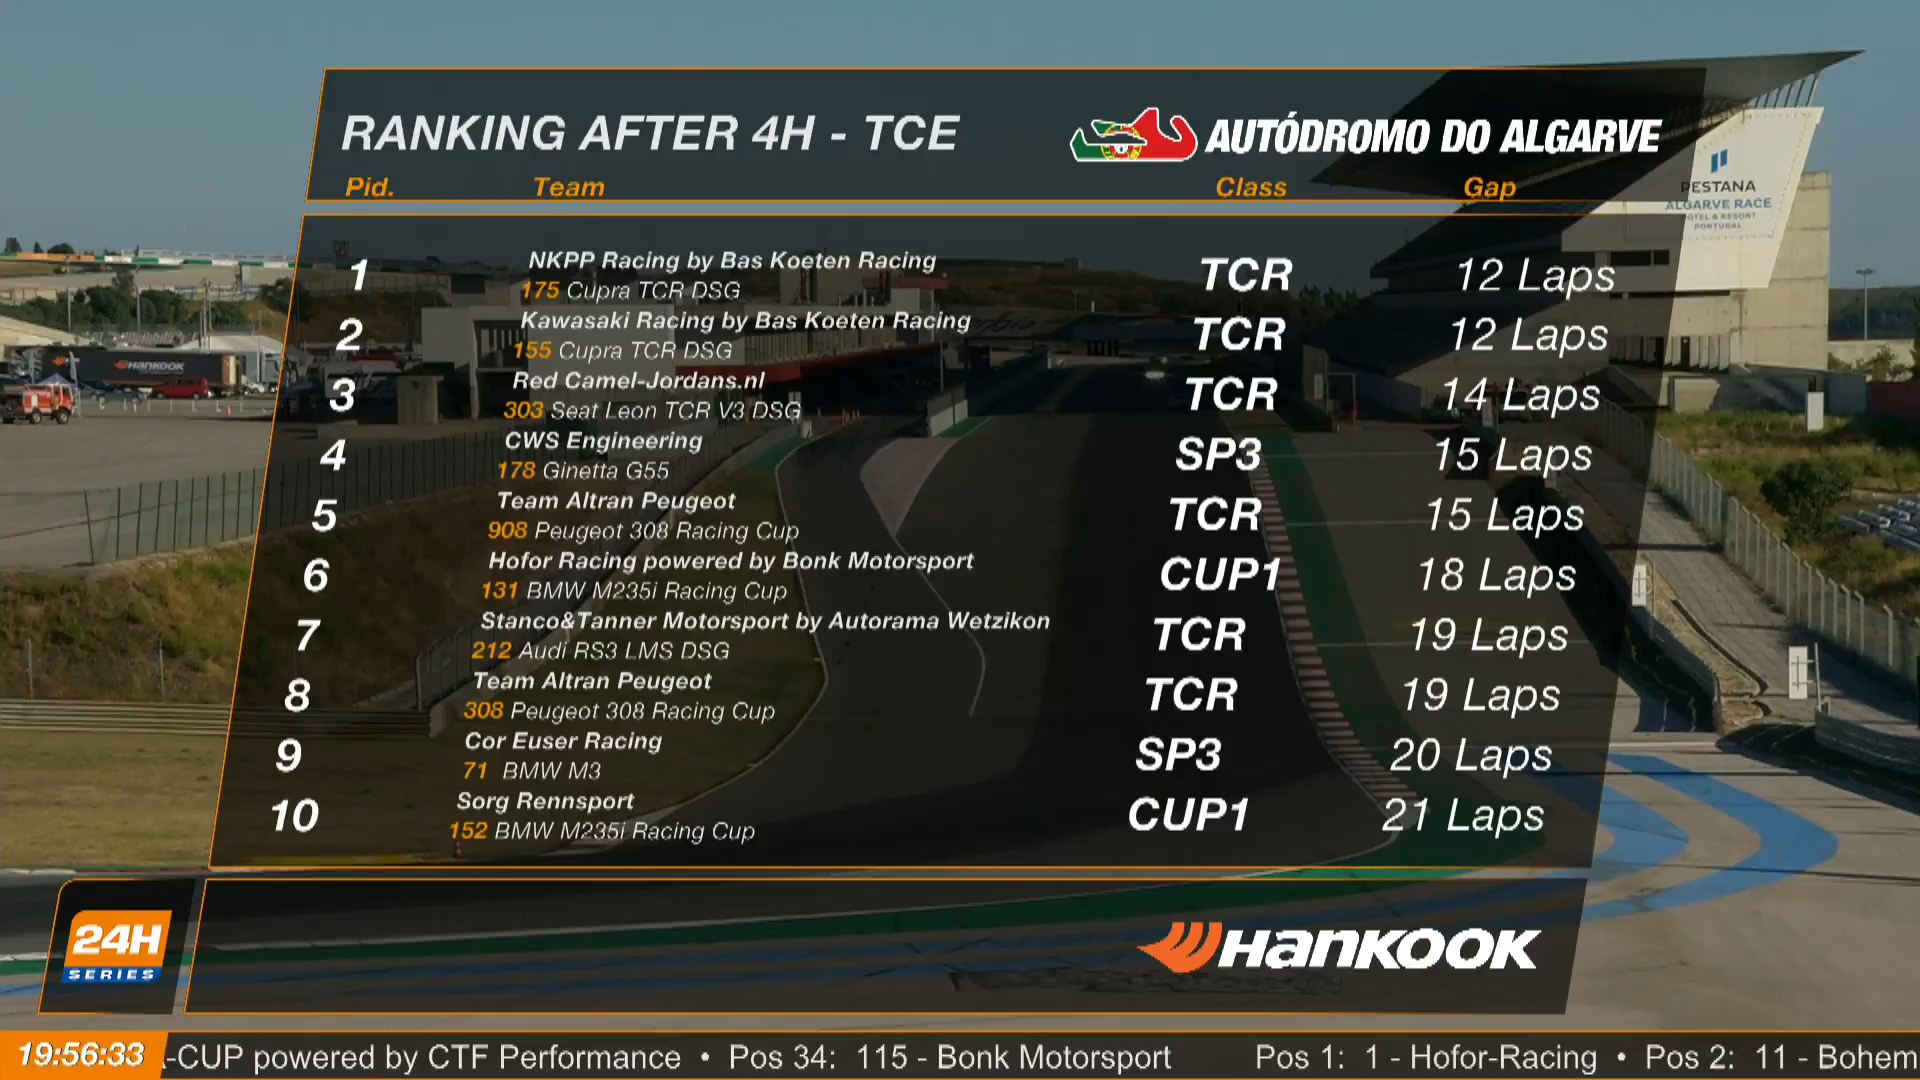 RANKING AFTER 4H - TCE
AUTÓDROMO DO ALGARVE
Pid. Team Class Gap
PESTANA
ALGARVE RACE
HOTEL & RESORT
PORTUGAL
1 NKPP Racing by Bas Koeten Racing TCR 12 Laps
175 Cupra TCR DSG
2 Kawasaki Racing by Bas Koeten Racing TCR 12 Laps
155 Cupra TCR DSG
3 Red Camel-Jordans.nl TCR 14 Laps
303 Seat Leon TCR V3 DSG
4 CWS Engineering SP3 15 Laps
178 Ginetta G55
5 Team Altran Peugeot TCR 15 Laps
908 Peugeot 308 Racing Cup
6 Hofor Racing powered by Bonk Motorsport CUP1 18 Laps
131 BMW M235i Racing Cup
7 Stanco&Tanner Motorsport by Autorama Wetzikon TCR 19 Laps
212 Audi RS3 LMS DSG
8 Team Altran Peugeot TCR 19 Laps
308 Peugeot 308 Racing Cup
9 Cor Euser Racing SP3 20 Laps
71 BMW M3
10 Sorg Rennsport CUP1 21 Laps
152 BMW M235i Racing Cup
HANKOOK
24H
SERIES
HANKOOK
19:56:33 -CUP powered by CTF Performance • Pos 34: 115 - Bonk Motorsport Pos 1: 1 - Hofor-Racing • Pos 2: 11 - Bohem